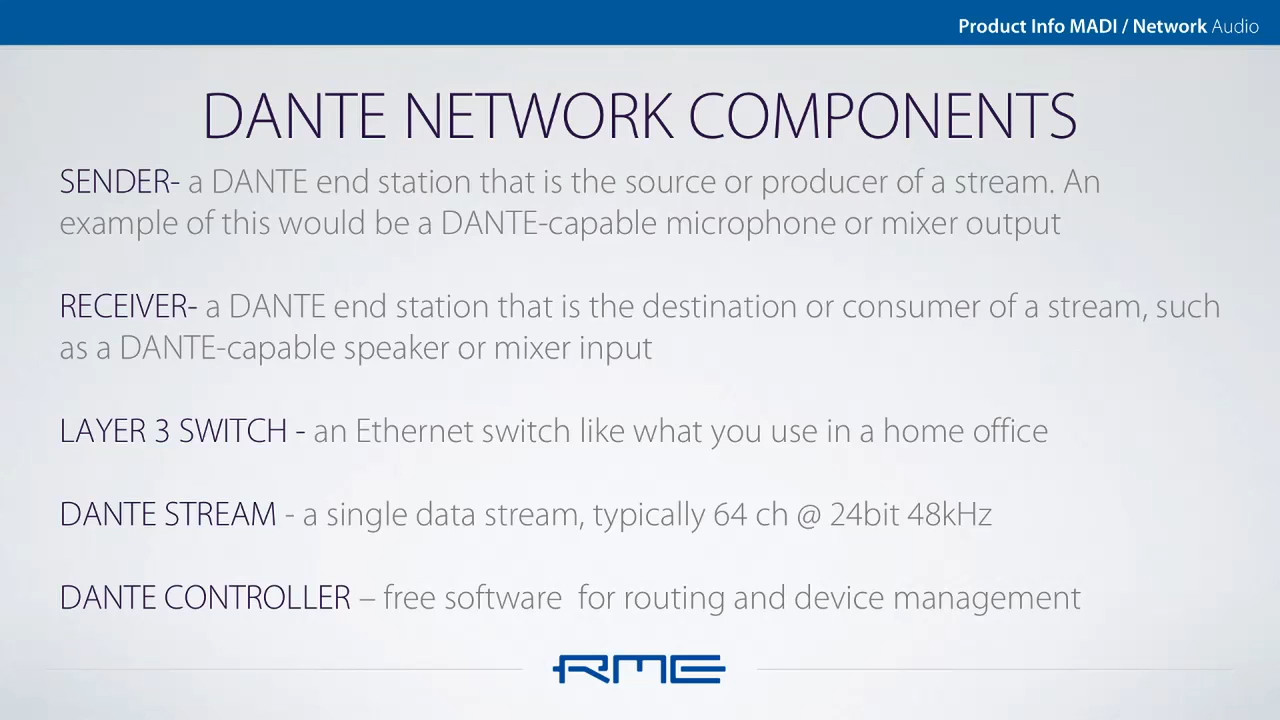 Product Info MADI / Network Audio
DANTE NETWORK COMPONENTS
SENDER- a DANTE end station that is the source or producer of a stream. An
example of this would be a DANTE-capable microphone or mixer output
RECEIVER- a DANTE end station that is the destination or consumer of a stream, such
as a DANTE-capable speaker or mixer input
LAYER 3 SWITCH - an Ethernet switch like what you use in a home office
DANTE STREAM - a single data stream, typically 64 ch @ 24bit 48kHz
DANTE CONTROLLER – free software  for routing and device management
RME